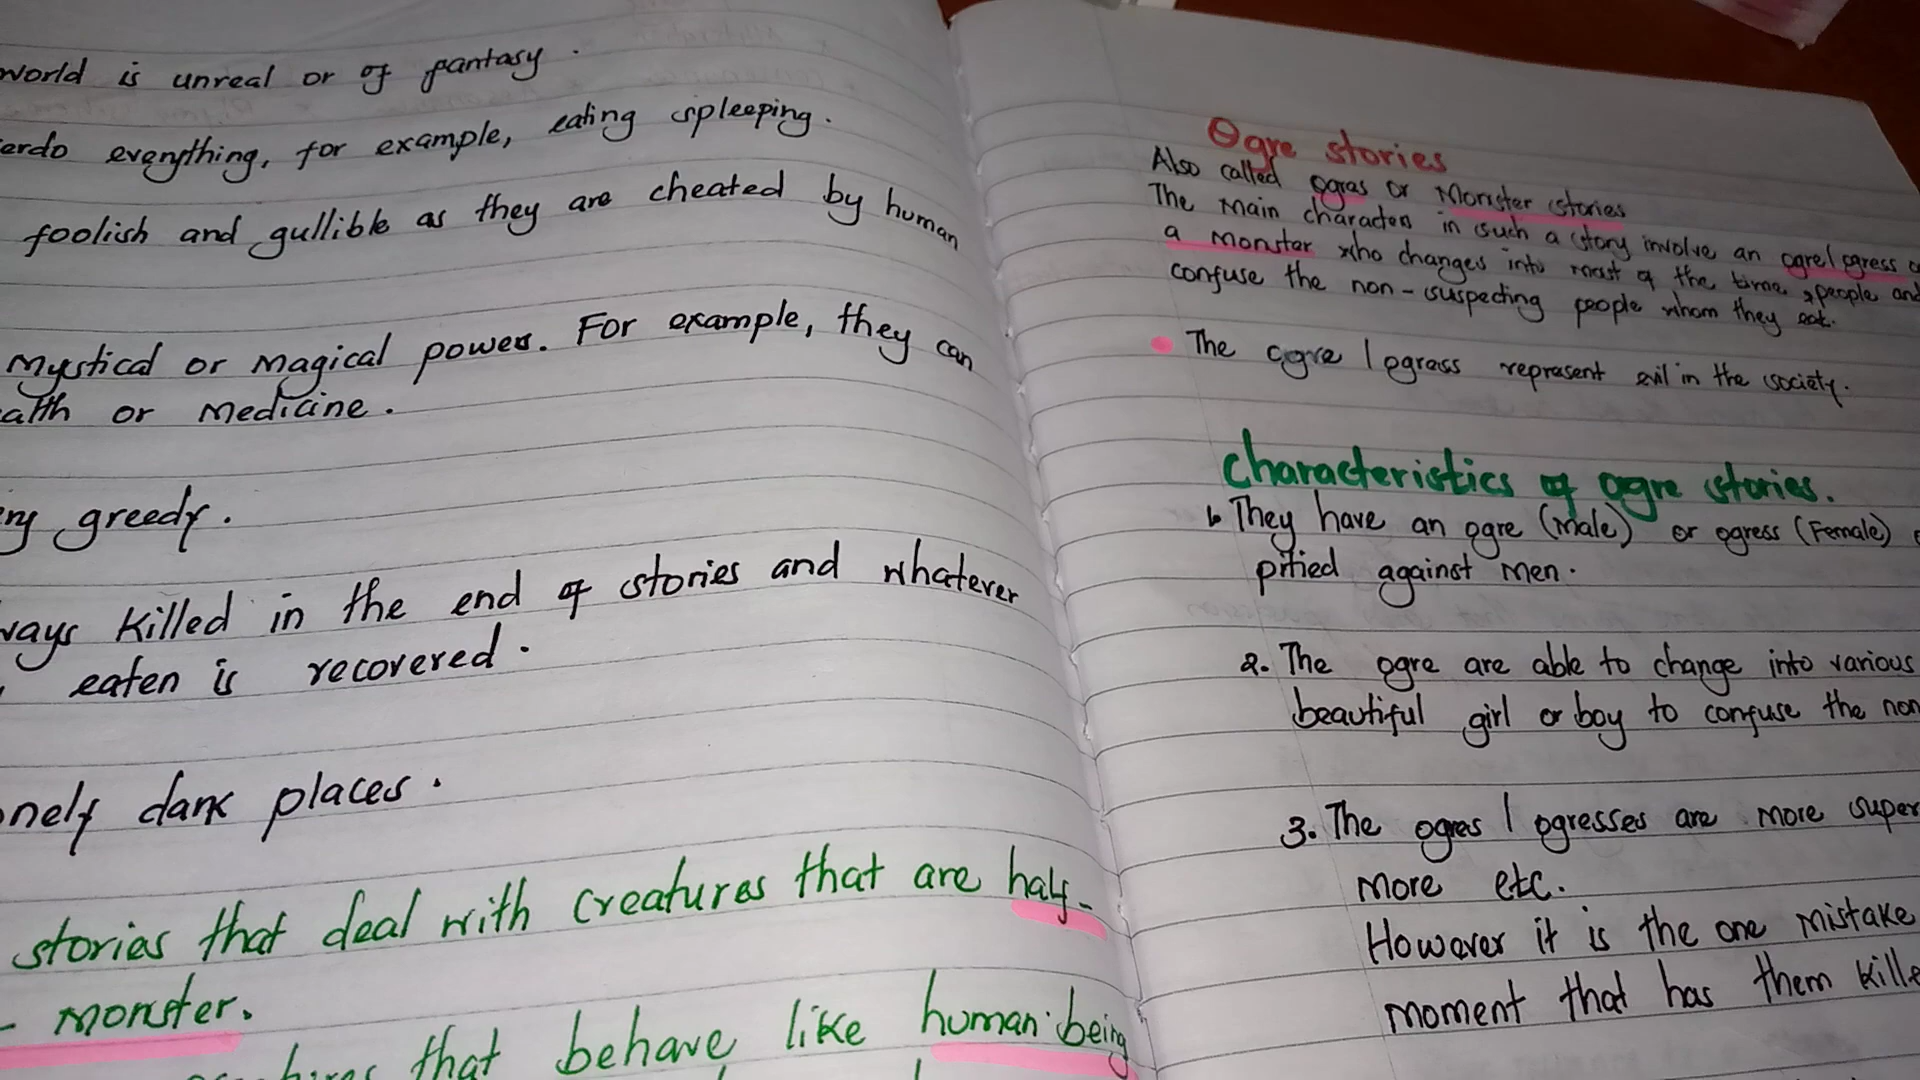 world is unreal or of fantasy.
erdo everything, for example, eating spleeping.
foolish and gullible as they are cheated by human
mystical or magical power. For example, they can
alth or medicine.
greedy.
ways killed in the end of stories and whatever
eaten is recovered.
nely dark places.
stories that deal with creatures that are half-
- monster.
that behave like human being
Ogre stories
Also called ogres or Monster stories
The main characters in such a story involve an ogre/ogress
a monster who changes into most of the time, people and
confuse the non-suspecting people whom they eat.
The ogre/ogress represent evil in the society.
Characteristics of ogre stories.
1. They have an ogre (male) or ogress (Female)
pitied against men.
2. The ogre are able to change into various
beautiful girl or boy to confuse the non
3. The ogres/ogresses are more super
more etc.
However it is the one mistake
moment that has them kille